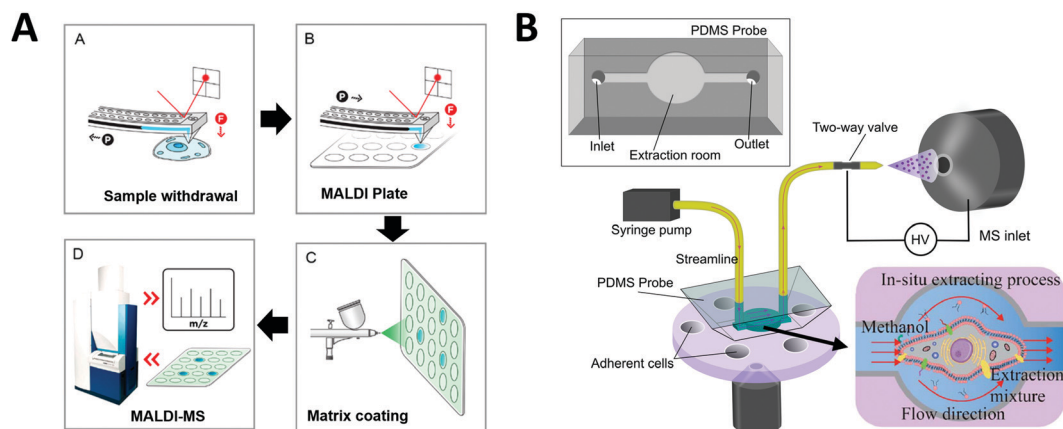 A
A
P
F
P
Sample withdrawal
B
P
F
MALDI Plate
D
m/z
MALDI-MS
C
Matrix coating
B
PDMS Probe
Inlet
Extraction room
Outlet
Two-way valve
Syringe pump
HV
MS inlet
Streamline
PDMS Probe
Adherent cells
In-situ extracting process
Methanol
Extraction
mixture
Flow direction